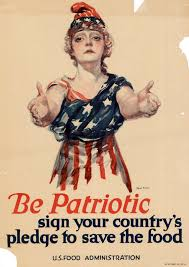 Be Patriotic
sign your country's
pledge to save the food
U.S. FOOD ADMINISTRATION